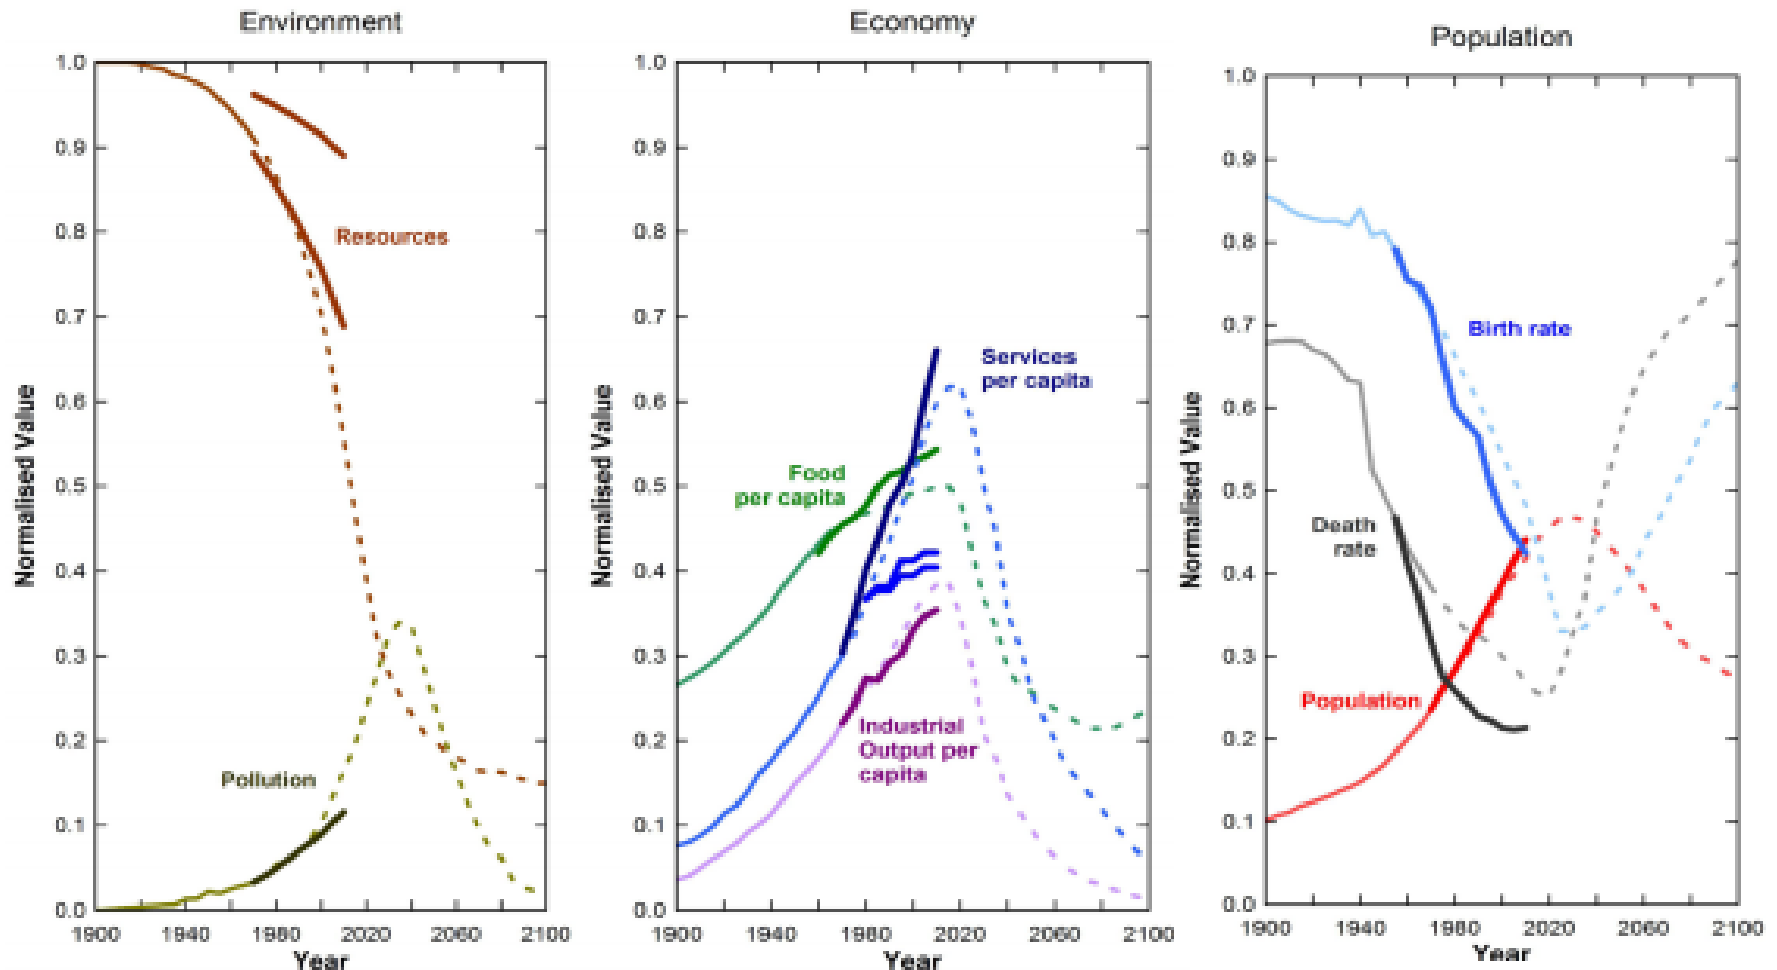 Environment
1.0
0.9
0.8
0.7
0.6
0.5
0.4
0.3
0.2
0.1
0.0
Normalised Value
Resources
Pollution
1900
1940
1980
2020
2060
2100
Year
Economy
1.0
0.9
0.8
0.7
0.6
0.5
0.4
0.3
0.2
0.1
0.0
Normalised Value
Services
per capita
Food
per capita
Industrial
Output per
capita
1900
1940
1980
2020
2060
2100
Year
Population
1.0
0.9
0.8
0.7
0.6
0.5
0.4
0.3
0.2
0.1
0.0
Normalised Value
Birth rate
Death
rate
Population
1900
1940
1980
2020
2060
2100
Year